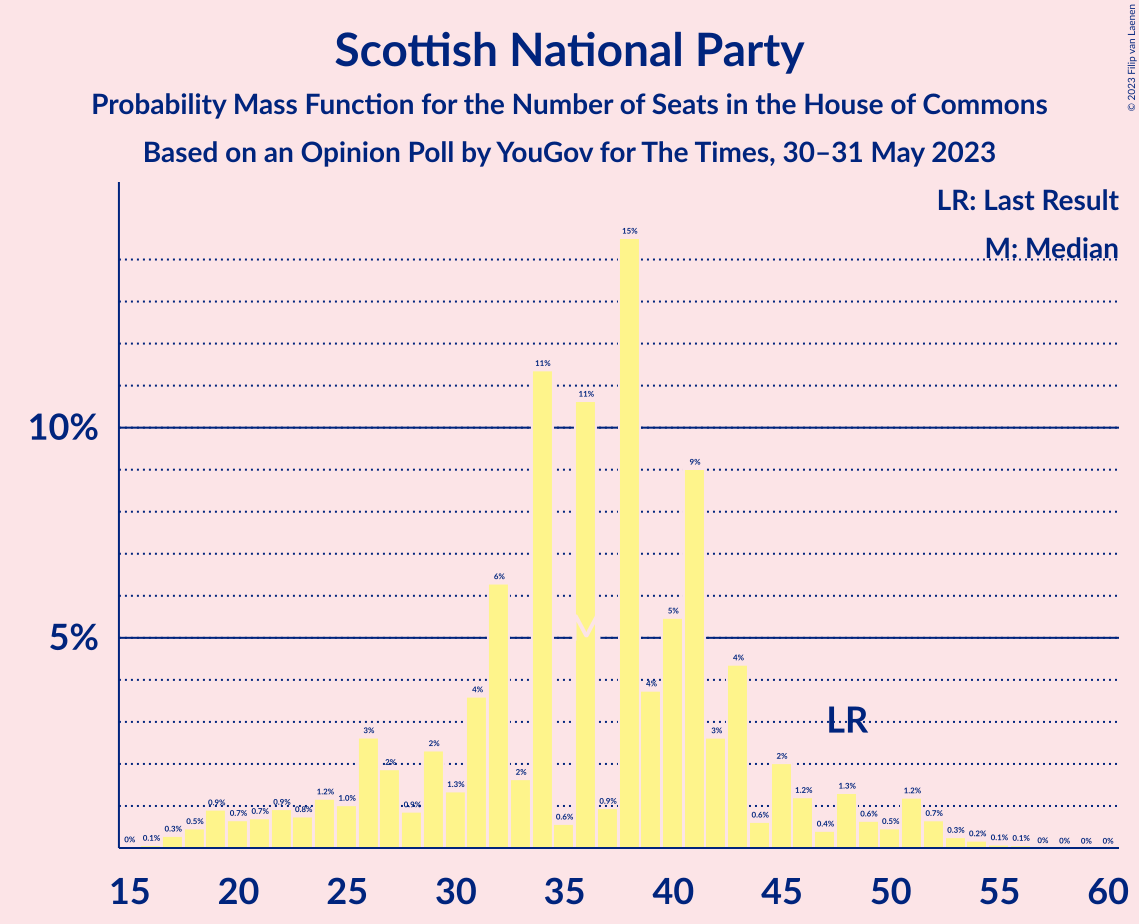 Scottish National Party
Probability Mass Function for the Number of Seats in the House of Commons
Based on an Opinion Poll by YouGov for The Times, 30–31 May 2023
© 2023 Filip van Laenen
LR: Last Result
M: Median
10%
5%
0% 0.1% 0.3% 0.5% 0.9% 0.7% 0.7% 0.9% 0.8% 1.2% 1.0% 3% 2% 0.9% 2% 1.3% 4% 6% 2% 11% 0.6% 11% 0.9% 15% 4% 5% 9% 3% 4% 0.6% 2% 1.2% 0.4% 1.3% 0.6% 0.5% 1.2% 0.7% 0.3% 0.2% 0.1% 0.1% 0% 0% 0% 0%
LR
15 20 25 30 35 40 45 50 55 60